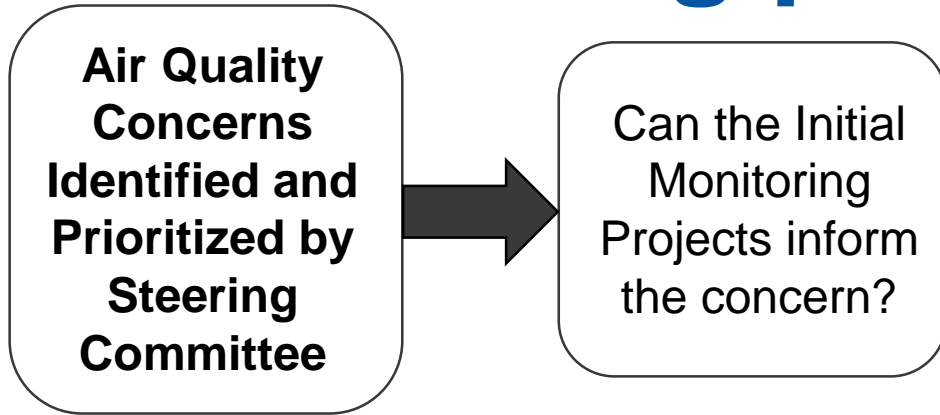 Air Quality
Concerns
Identified and
Prioritized by
Steering
Committee
Can the Initial
Monitoring
Projects inform
the concern?